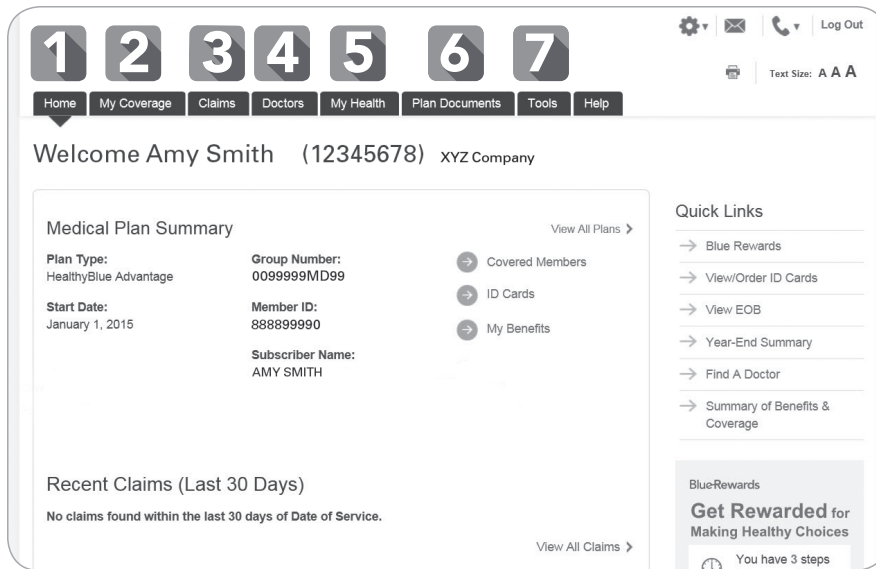 Log Out
1 2 3 4 5 6 7
Text Size: A A A
Home My Coverage Claims Doctors My Health Plan Documents Tools Help
Welcome Amy Smith (12345678) XYZ Company
Medical Plan Summary
View All Plans
Plan Type:
HealthyBlue Advantage
Start Date:
January 1, 2015
Group Number:
0099999MD99
Member ID:
888899990
Subscriber Name:
AMY SMITH
Covered Members
ID Cards
My Benefits
Recent Claims (Last 30 Days)
No claims found within the last 30 days of Date of Service.
View All Claims
Quick Links
Blue Rewards
View/Order ID Cards
View EOB
Year-End Summary
Find A Doctor
Summary of Benefits &
Coverage
BlueRewards
Get Rewarded for
Making Healthy Choices
You have 3 steps